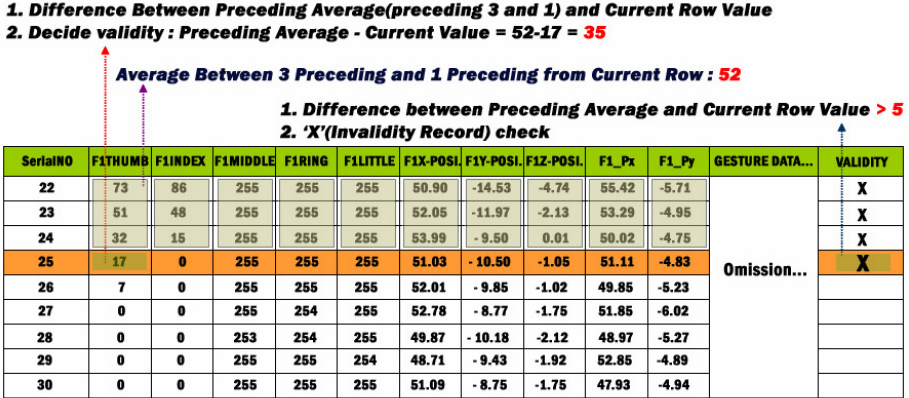 1. Difference Between Preceding Average(preceding 3 and 1) and Current Row Value
2. Decide validity : Preceding Average - Current Value = 52-17 = 35
Average Between 3 Preceding and 1 Preceding from Current Row : 52
1. Difference between Preceding Average and Current Row Value > 5
2. ‘X’(Invalidity Record) check
SerialNO F1THUMB F1INDEX F1MIDDLE F1RING F1LITTLE F1X-POSI. F1Y-POSI. F1Z-POSI. F1_Px F1_Py GESTURE DATA... VALIDITY
22 73 86 255 255 255 50.90 -14.53 -4.74 55.42 -5.71 X
23 51 48 255 255 255 52.05 -11.97 -2.13 53.29 -4.95 X
24 32 15 255 255 255 53.99 - 9.50 0.01 50.02 -4.75 X
25 17 0 255 255 255 51.03 - 10.50 -1.05 51.11 -4.83 Omission... X
26 7 0 255 255 255 52.01 - 9.85 -1.02 49.85 -5.23
27 0 0 255 254 255 52.78 - 8.77 -1.75 51.85 -6.02
28 0 0 253 254 255 49.87 - 10.18 -2.12 48.97 -5.27
29 0 0 255 255 254 48.71 - 9.43 -1.92 52.85 -4.89
30 0 0 255 255 255 51.09 - 8.75 -1.75 47.93 -4.94